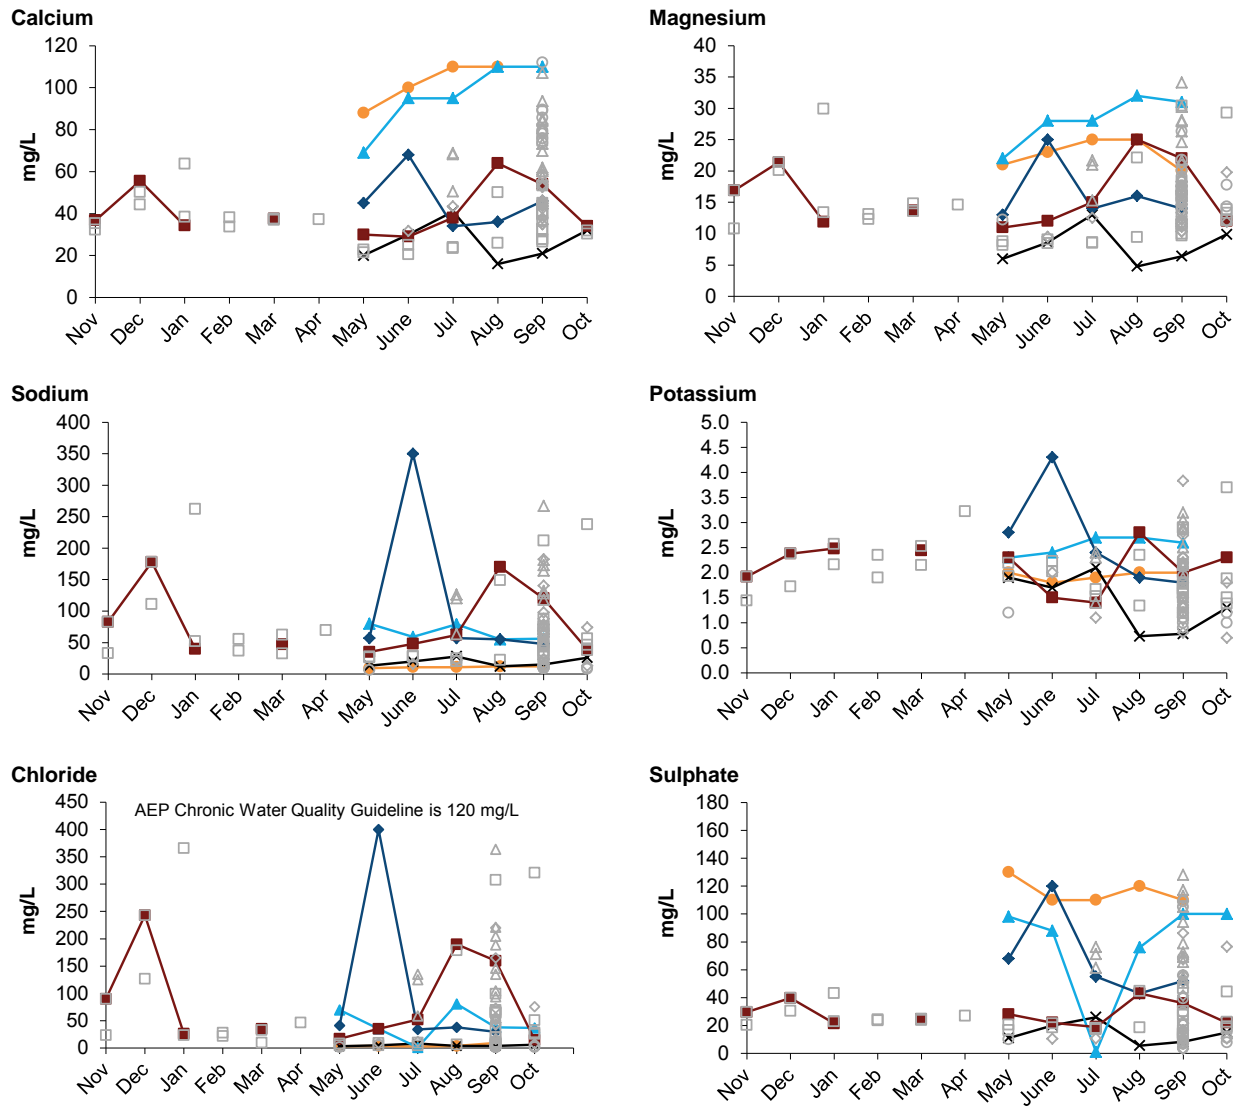 Calcium
mg/L
120
100
80
60
40
20
0
Nov Dec Jan Feb Mar Apr May June Jul Aug Sep Oct
Magnesium
mg/L
40
35
30
25
20
15
10
5
0
Nov Dec Jan Feb Mar Apr May June Jul Aug Sep Oct
Sodium
mg/L
400
350
300
250
200
150
100
50
0
Nov Dec Jan Feb Mar Apr May June Jul Aug Sep Oct
Potassium
mg/L
5.0
4.5
4.0
3.5
3.0
2.5
2.0
1.5
1.0
0.5
0.0
Nov Dec Jan Feb Mar Apr May June Jul Aug Sep Oct
Chloride
AEP Chronic Water Quality Guideline is 120 mg/L
mg/L
450
400
350
300
250
200
150
100
50
0
Nov Dec Jan Feb Mar Apr May June Jul Aug Sep Oct
Sulphate
mg/L
180
160
140
120
100
80
60
40
20
0
Nov Dec Jan Feb Mar Apr May June Jul Aug Sep Oct